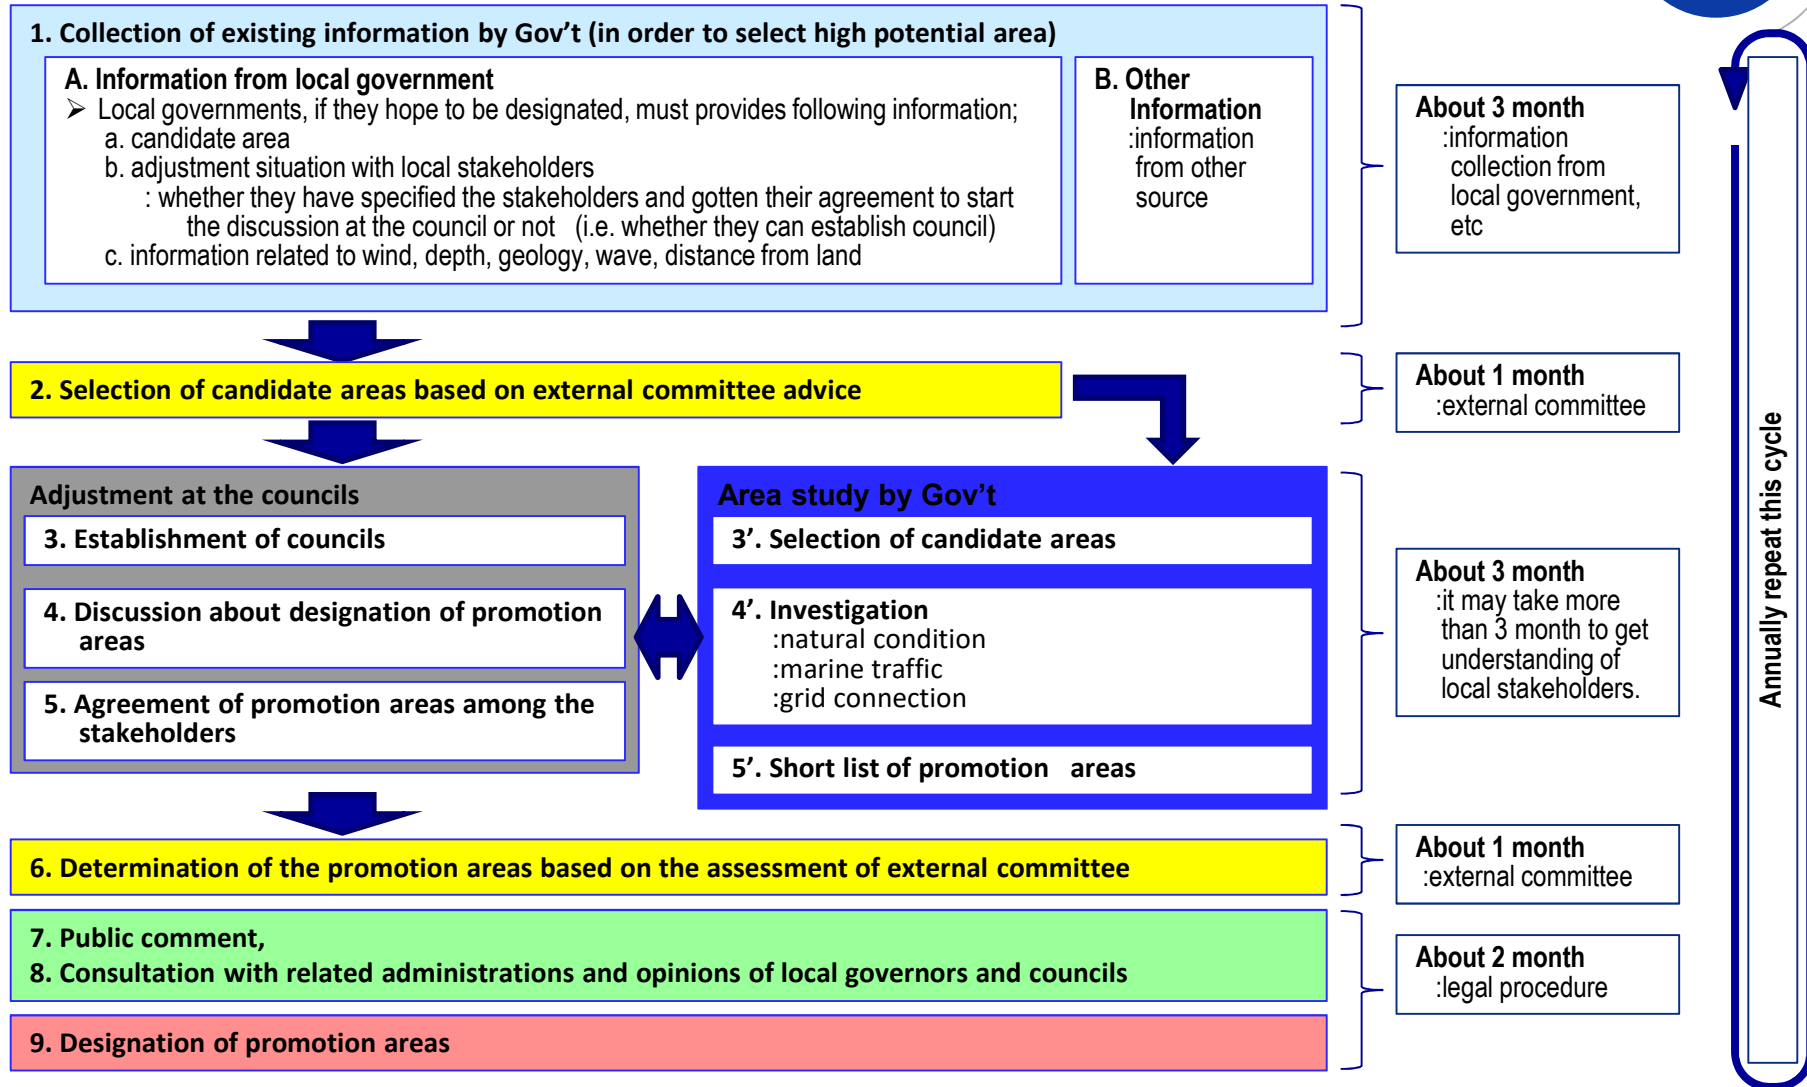 1. Collection of existing information by Gov’t (in order to select high potential area)
A. Information from local government
➢ Local governments, if they hope to be designated, must provides following information;
a. candidate area
b. adjustment situation with local stakeholders
: whether they have specified the stakeholders and gotten their agreement to start
the discussion at the council or not (i.e. whether they can establish council)
c. information related to wind, depth, geology, wave, distance from land
B. Other
Information
:information
from other
source
About 3 month
:information
collection from
local government,
etc
2. Selection of candidate areas based on external committee advice
About 1 month
:external committee
Adjustment at the councils
3. Establishment of councils
4. Discussion about designation of promotion
areas
5. Agreement of promotion areas among the
stakeholders
Area study by Gov’t
3’. Selection of candidate areas
4’. Investigation
:natural condition
:marine traffic
:grid connection
5’. Short list of promotion areas
About 3 month
:it may take more
than 3 month to get
understanding of
local stakeholders.
6. Determination of the promotion areas based on the assessment of external committee
About 1 month
:external committee
7. Public comment,
8. Consultation with related administrations and opinions of local governors and councils
9. Designation of promotion areas
About 2 month
:legal procedure
Annually repeat this cycle